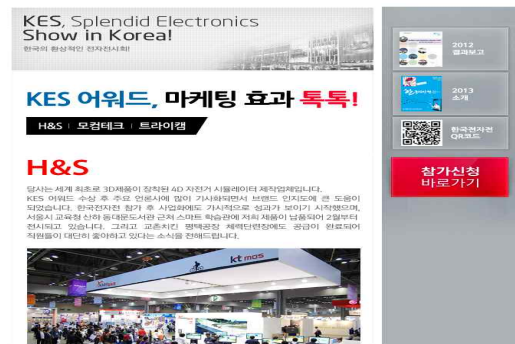 KES, Splendid Electronics
Show in Korea!
한국의 환상적인 전자전시회!
KES 어워드, 마케팅 효과 톡톡!
H&S | 모컴테크 | 트라이캠
H&S
당사는 세계 최초로 3D제품이 장착된 4D 자전거 시뮬레이터 제작업체입니다.
KES 어워드 수상 후 주요 언론사에 많이 기사화되면서 브랜드 인지도에 큰 도움이
되었습니다. 한국전자전 참가 후 사업화에도 가시적으로 성과가 보이기 시작했으며,
서울시 교육청 산하 동대문도서관 근처 스마트 학습관에 저희 제품이 납품되어 2월부터
전시되고 있습니다. 그리고 교촌치킨 평택공장 체력단련장에도 공급이 완료되어
직원들이 대단히 좋아하고 있다는 소식을 전해드립니다.
kt mos
2012
결과보고
2013
소개
한국전자전
QR코드
참가신청
바로가기